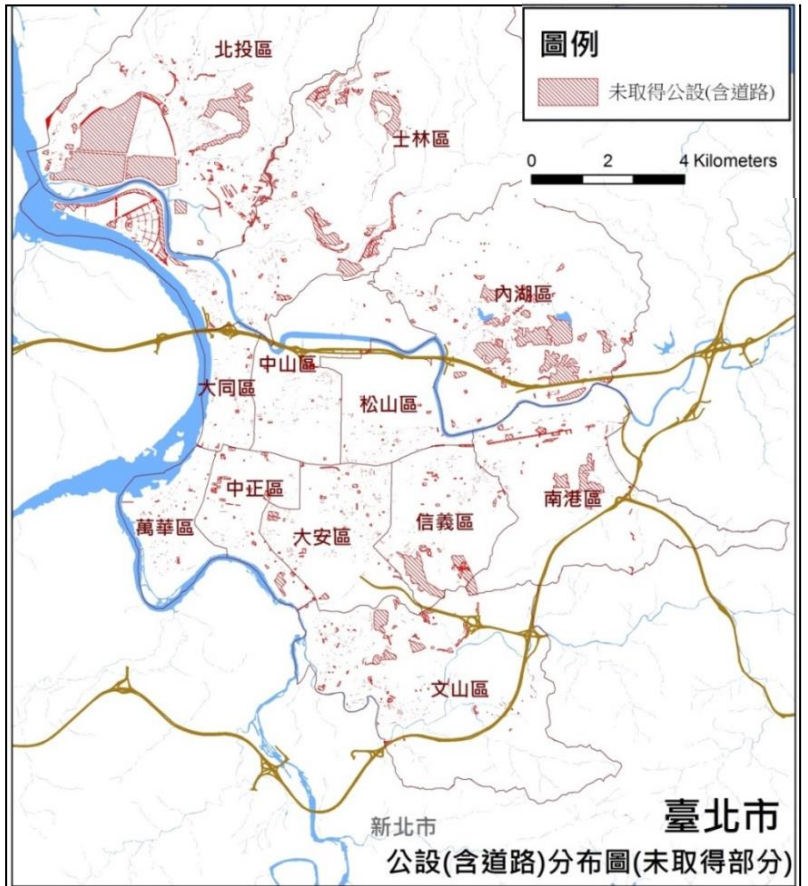 圖例
未取得公設(含道路)
0 2 4 Kilometers
北投區
士林區
內湖區
中山區
大同區
松山區
中正區
萬華區
大安區
信義區
南港區
文山區
新北市
臺北市
公設(含道路)分布圖(未取得部分)